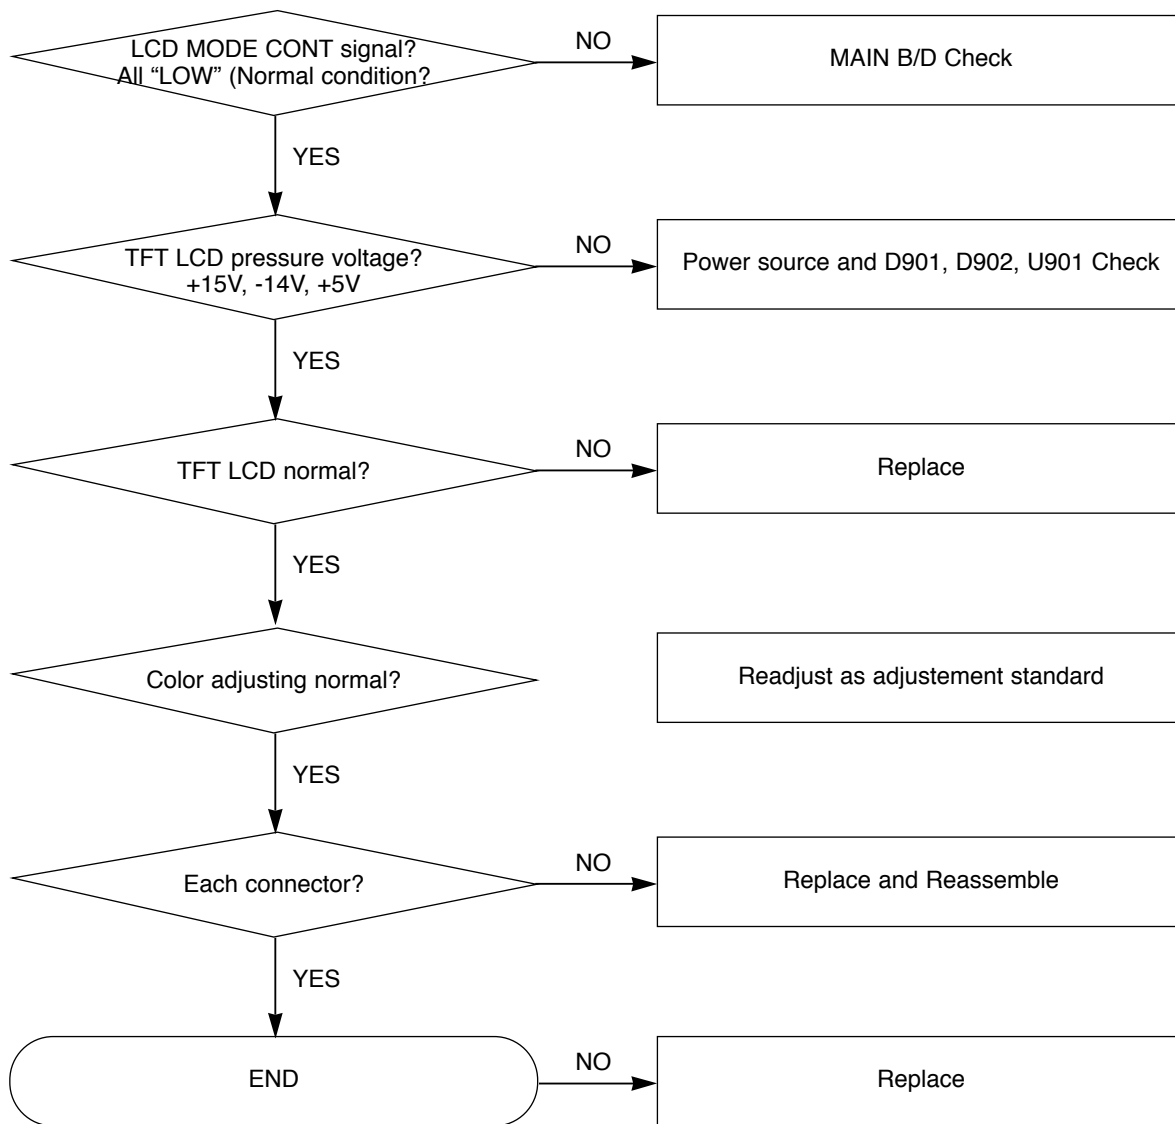 LCD MODE CONT signal?
All “LOW” (Normal condition?
NO
MAIN B/D Check
YES
TFT LCD pressure voltage?
+15V, -14V, +5V
NO
Power source and D901, D902, U901 Check
YES
TFT LCD normal?
NO
Replace
YES
Color adjusting normal?
Readjust as adjustement standard
YES
Each connector?
NO
Replace and Reassemble
YES
END
NO
Replace